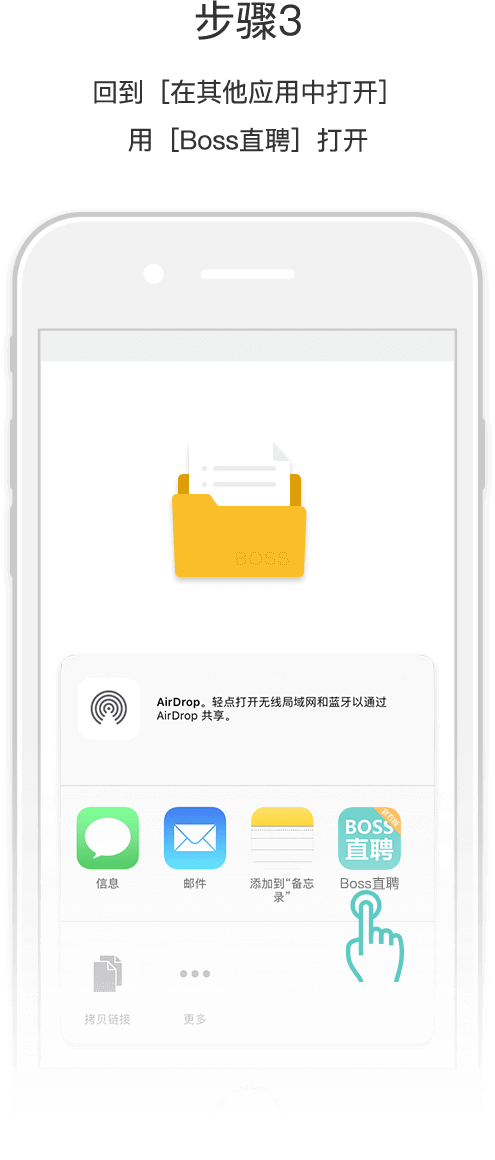 步骤3
回到［在其他应用中打开］
用［Boss直聘］打开
BOSS
AirDrop。轻点打开无线局域网和蓝牙以通过
AirDrop 共享。
BOSS
直聘
信息
邮件
添加到“备忘
录”
Boss直聘
拷贝链接
更多